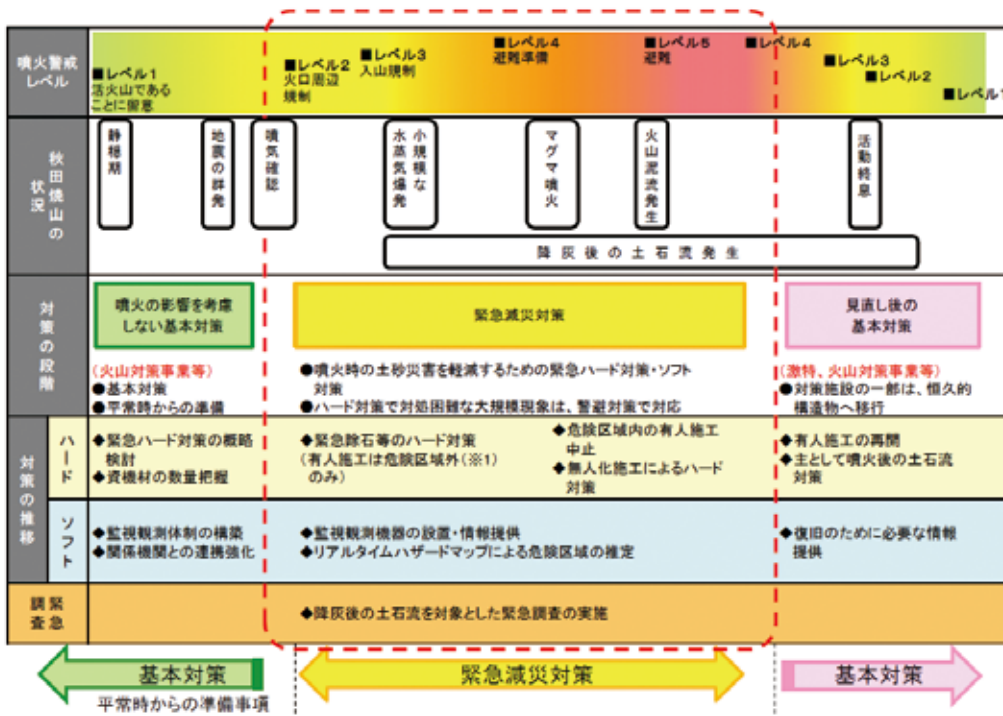 噴火警戒
レベル
■レベル1
活火山である
ことに留意
■レベル2
火口周辺
規制
■レベル3
入山規制
■レベル4
避難準備
■レベル5
避難
■レベル4
■レベル3
■レベル2
■レベル1
秋田焼山の
状況
静穏期
地震の群発
噴気確認
小規模な
水蒸気爆発
マグマ噴火
火山泥流発生
活動終息
降灰後の土石流発生
対策の段階
噴火の影響を考慮
しない基本対策
緊急減災対策
見直し後の
基本対策
(火山対策事業等)
●基本対策
●平常時からの準備
●噴火時の土砂災害を軽減するための緊急ハード対策・ソフト
対策
●ハード対策で対処困難な大規模現象は、警避対策で対応
(激特、火山対策事業等)
●対策施設の一部は、恒久的
構造物へ移行
対策の推移
ハード
◆緊急ハード対策の概略
検討
◆資機材の数量把握
◆緊急除石等のハード対策
(有人施工は危険区域外(※1)
のみ)
◆危険区域内の有人施工
中止
◆無人化施工によるハード
対策
◆有人施工の再開
◆主として噴火後の土石流
対策
ソフト
◆監視観測体制の構築
◆関係機関との連携強化
◆監視観測機器の設置・情報提供
◆リアルタイムハザードマップによる危険区域の推定
◆復旧のために必要な情報
提供
緊急
調査
◆降灰後の土石流を対象とした緊急調査の実施
基本対策
緊急減災対策
基本対策
平常時からの準備事項